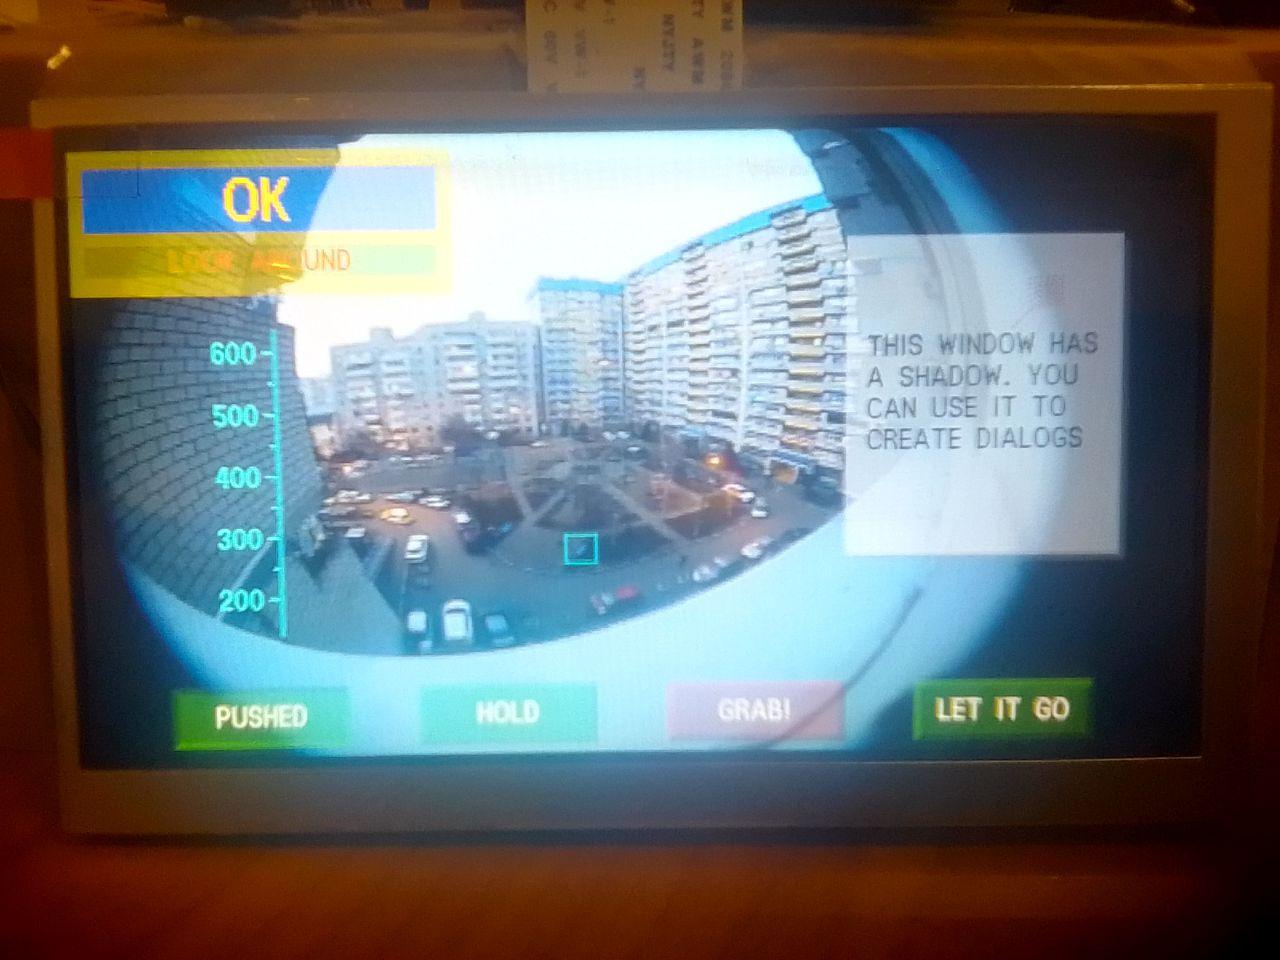 OK
LOOK AROUND
600
500
400
300
200
THIS WINDOW HAS
A SHADOW. YOU
CAN USE IT TO
CREATE DIALOGS
PUSHED
HOLD
GRAB!
LET IT GO